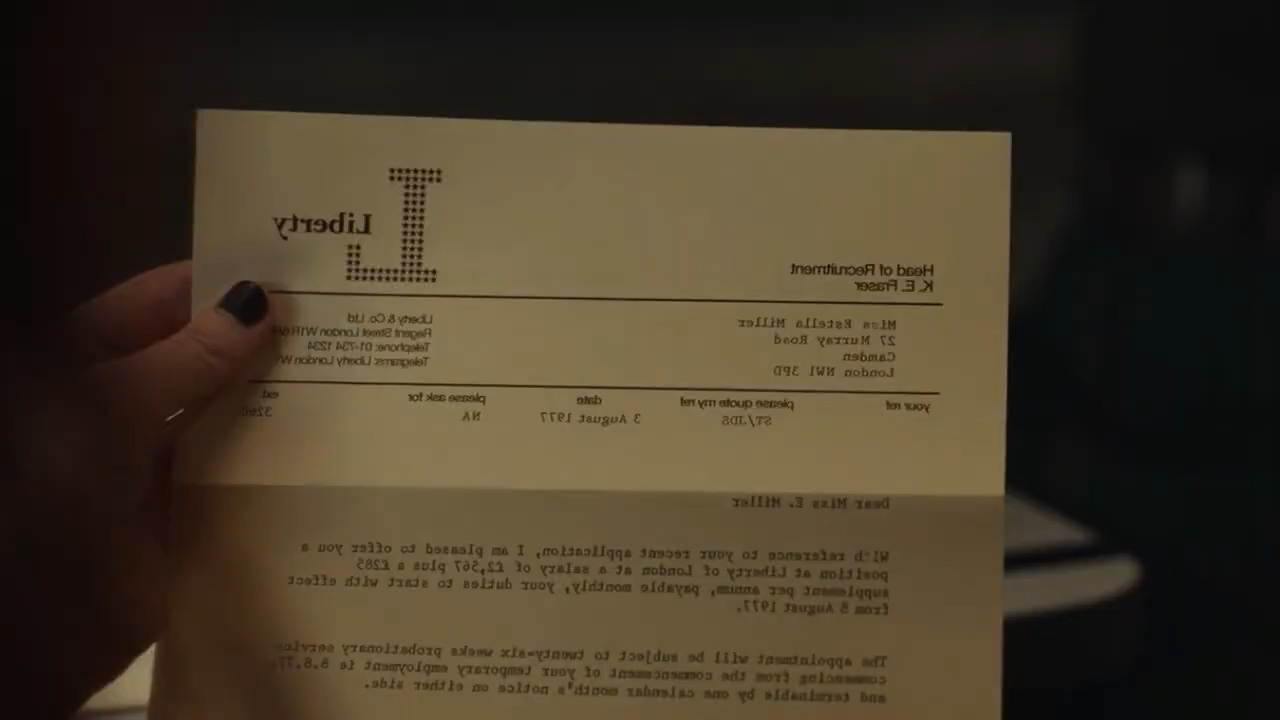 Liberty
Head of Recruitment
K. E. Fraser
Miss Estella Miller
27 Murray Road
Camden
London NW1 3PD
Liberty & Co. Ltd
Regent Street London W1R
Telephone: 01-734 1234
Telegrams: Liberty London W
your ref please quote my ref date please ask for
ST/JDS 3 August 1977 NA
Dear Miss E. Miller
With reference to your recent application, I am pleased to offer you a
position at Liberty of London at a salary of £2,567 plus a £285
supplement per annum, payable monthly, your duties to start with effect
from 8 August 1977.
The appointment will be subject to twenty-six weeks probationary service
commencing from the commencement of your temporary employment is 8.8.77,
and terminable by one calendar month's notice on either side.